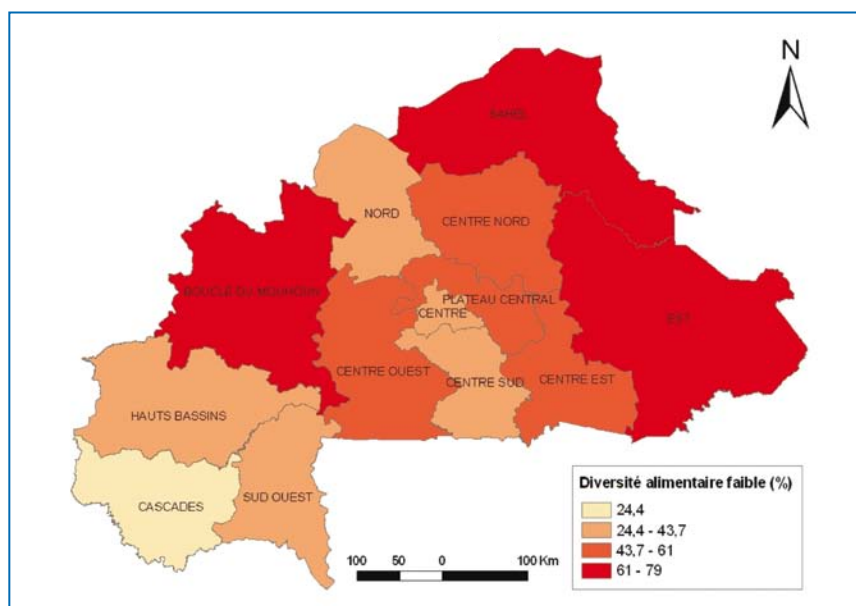 N
SAHEL
NORD
CENTRE NORD
BOUCLE DU MOUHOUN
PLATEAU CENTRAL
CENTRE
EST
CENTRE OUEST
CENTRE SUD
CENTRE EST
HAUTS BASSINS
CASCADES
SUD OUEST
Diversité alimentaire faible (%)
24,4
24,4 - 43,7
43,7 - 61
61 - 79
100 50 0 100 Km